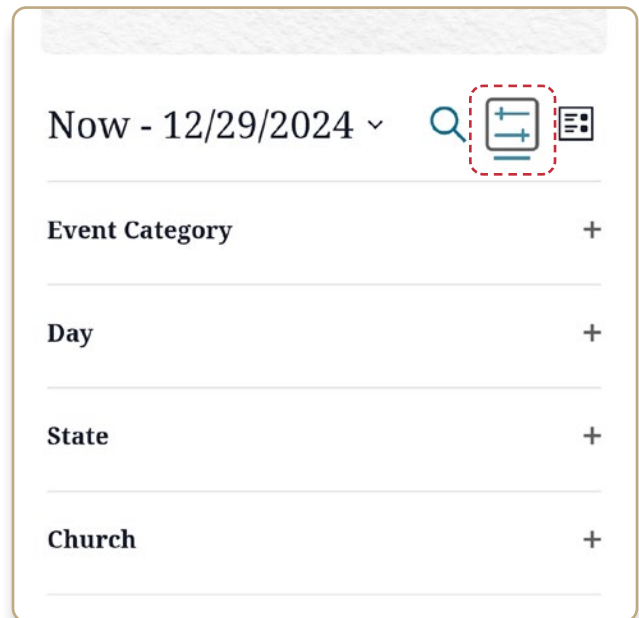 Now - 12/29/2024
Event Category
Day
State
Church